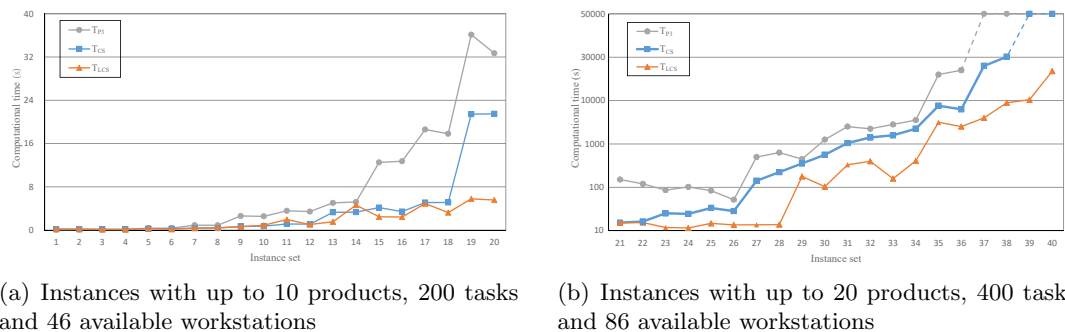 40
32
24
16
8
0
Computational time (s)
T_P3
T_CS
T_LCS
1 2 3 4 5 6 7 8 9 10 11 12 13 14 15 16 17 18 19 20
Instance set
(a) Instances with up to 10 products, 200 tasks
and 46 available workstations
50000
30000
10000
1000
100
10
Computational time (s)
T_P3
T_CS
T_LCS
21 22 23 24 25 26 27 28 29 30 31 32 33 34 35 36 37 38 39 40
Instance set
(b) Instances with up to 20 products, 400 task
and 86 available workstations